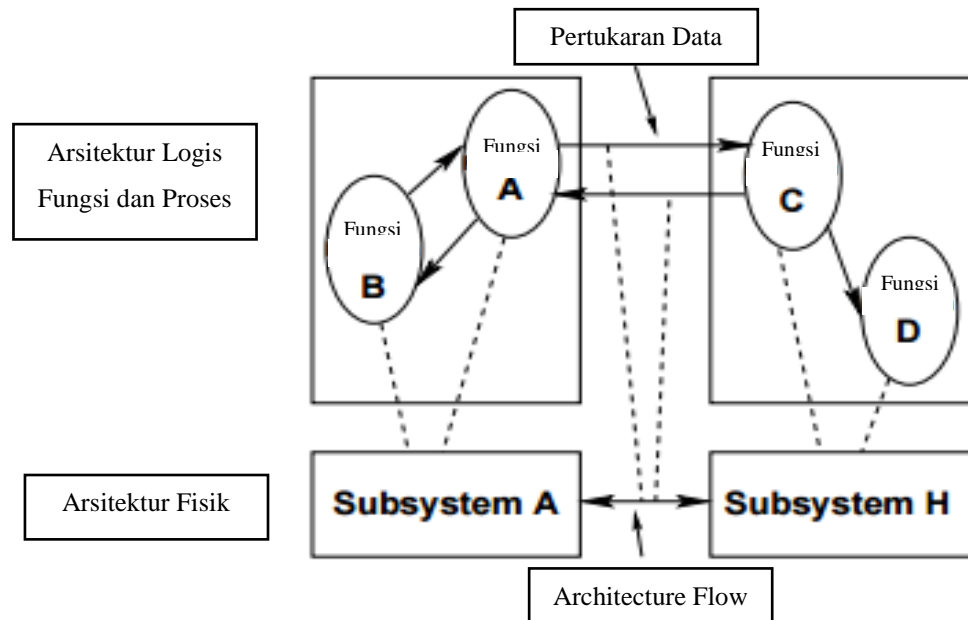 Pertukaran Data
Arsitektur Logis
Fungsi dan Proses
Fungsi
A
Fungsi
B
Fungsi
C
Fungsi
D
Arsitektur Fisik
Subsystem A
Subsystem H
Architecture Flow